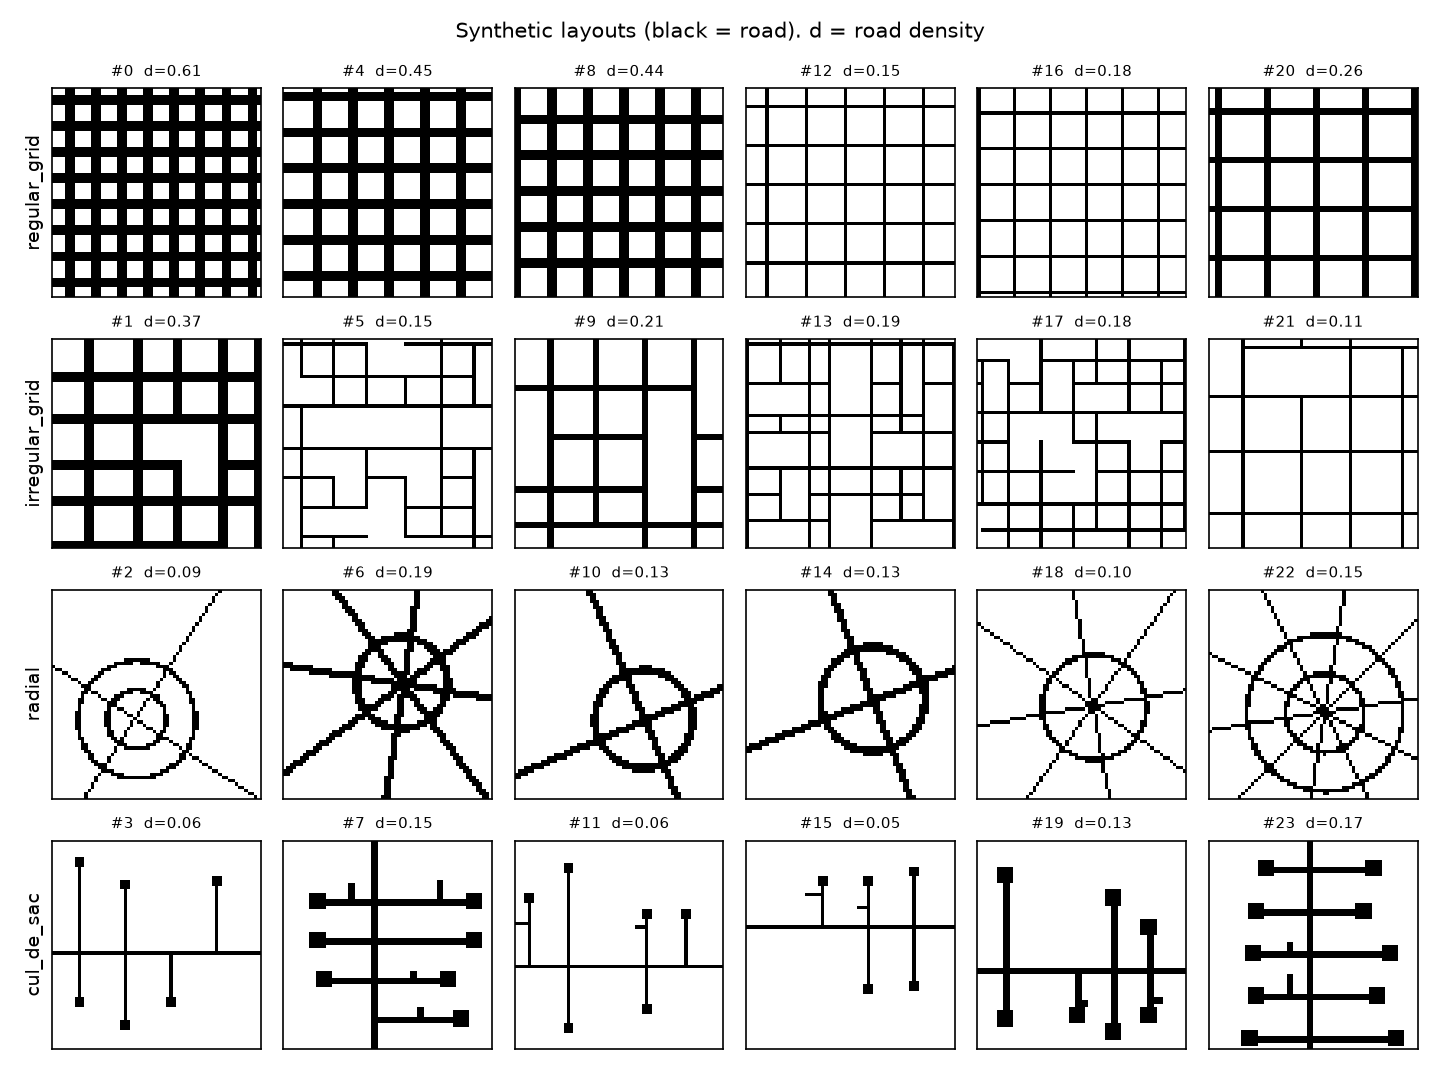 Synthetic layouts (black = road). d = road density
#0 d=0.61
#4 d=0.45
#8 d=0.44
#12 d=0.15
#16 d=0.18
#20 d=0.26
regular_grid
#1 d=0.37
#5 d=0.15
#9 d=0.21
#13 d=0.19
#17 d=0.18
#21 d=0.11
irregular_grid
#2 d=0.09
#6 d=0.19
#10 d=0.13
#14 d=0.13
#18 d=0.10
#22 d=0.15
radial
#3 d=0.06
#7 d=0.15
#11 d=0.06
#15 d=0.05
#19 d=0.13
#23 d=0.17
cul_de_sac